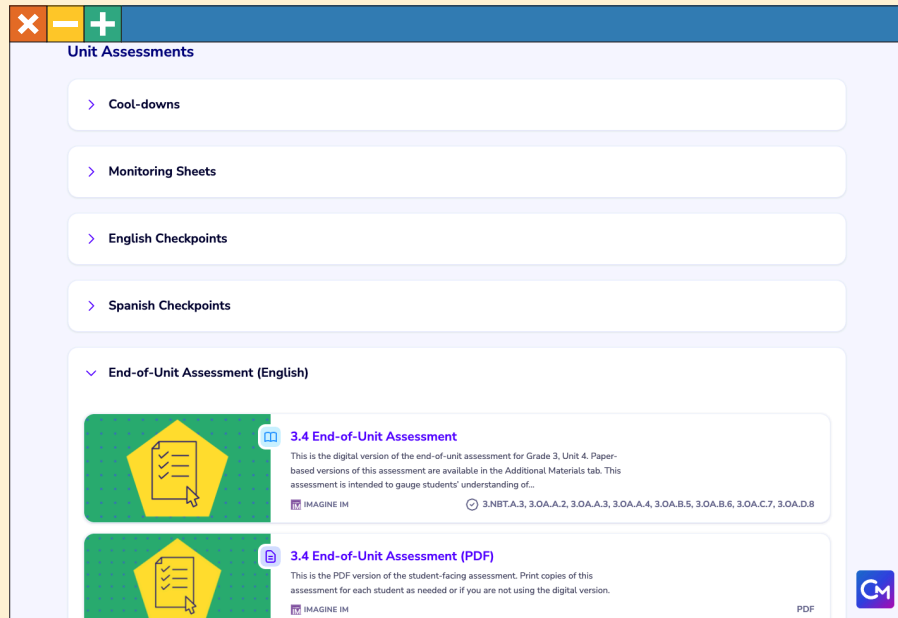 Unit Assessments
Cool-downs
Monitoring Sheets
English Checkpoints
Spanish Checkpoints
End-of-Unit Assessment (English)
3.4 End-of-Unit Assessment
This is the digital version of the end-of-unit assessment for Grade 3, Unit 4. Paper-
based versions of this assessment are available in the Additional Materials tab. This
assessment is intended to gauge students' understanding of...
IM IMAGINE IM
3.NBT.A.3, 3.OA.A.2, 3.OA.A.3, 3.OA.A.4, 3.OA.B.5, 3.OA.B.6, 3.OA.C.7, 3.OA.D.8
3.4 End-of-Unit Assessment (PDF)
This is the PDF version of the student-facing assessment. Print copies of this
assessment for each student as needed or if you are not using the digital version.
IM IMAGINE IM
PDF
CM